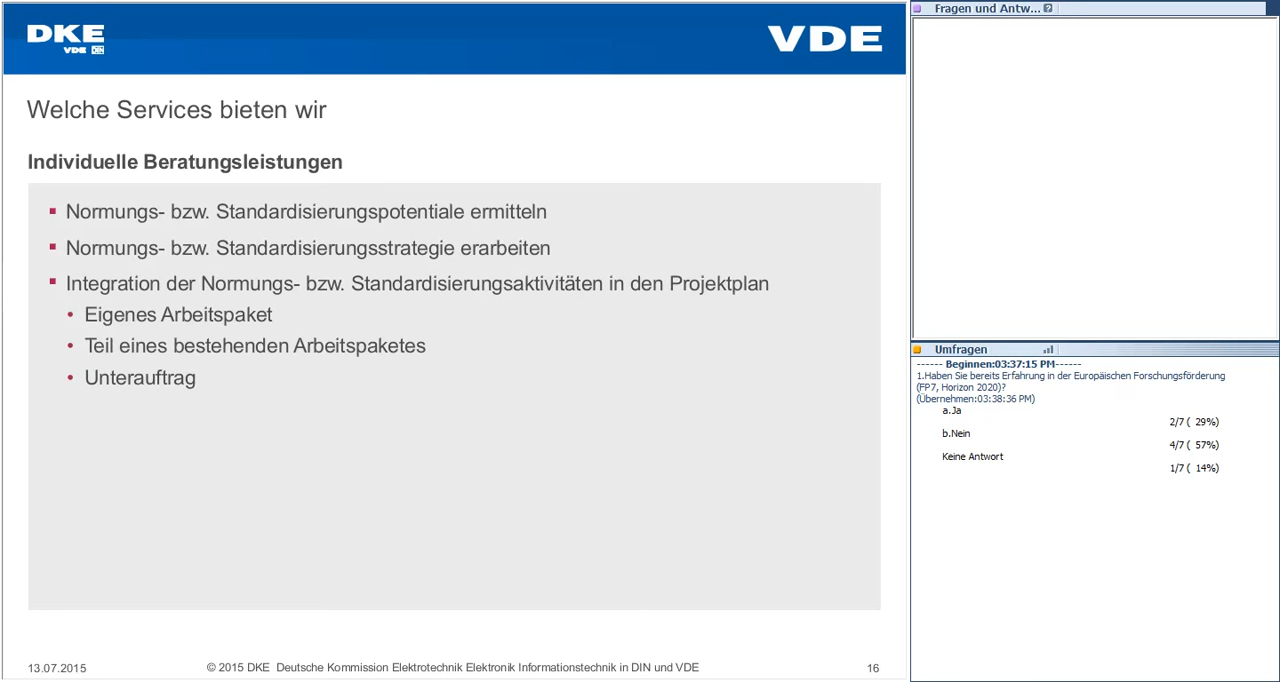 DKE
VDE DIN
VDE
Welche Services bieten wir
Individuelle Beratungsleistungen
Normungs- bzw. Standardisierungspotentiale ermitteln
Normungs- bzw. Standardisierungsstrategie erarbeiten
Integration der Normungs- bzw. Standardisierungsaktivitäten in den Projektplan
Eigenes Arbeitspaket
Teil eines bestehenden Arbeitspaketes
Unterauftrag
13.07.2015
© 2015 DKE Deutsche Kommission Elektrotechnik Elektronik Informationstechnik in DIN und VDE
16
Fragen und Antw...
Umfragen
------ Beginnen:03:37:15 PM------
1.Haben Sie bereits Erfahrung in der Europäischen Forschungsförderung
(FP7, Horizon 2020)?
(Übernehmen:03:38:36 PM)
a.Ja
2/7 ( 29%)
b.Nein
4/7 ( 57%)
Keine Antwort
1/7 ( 14%)